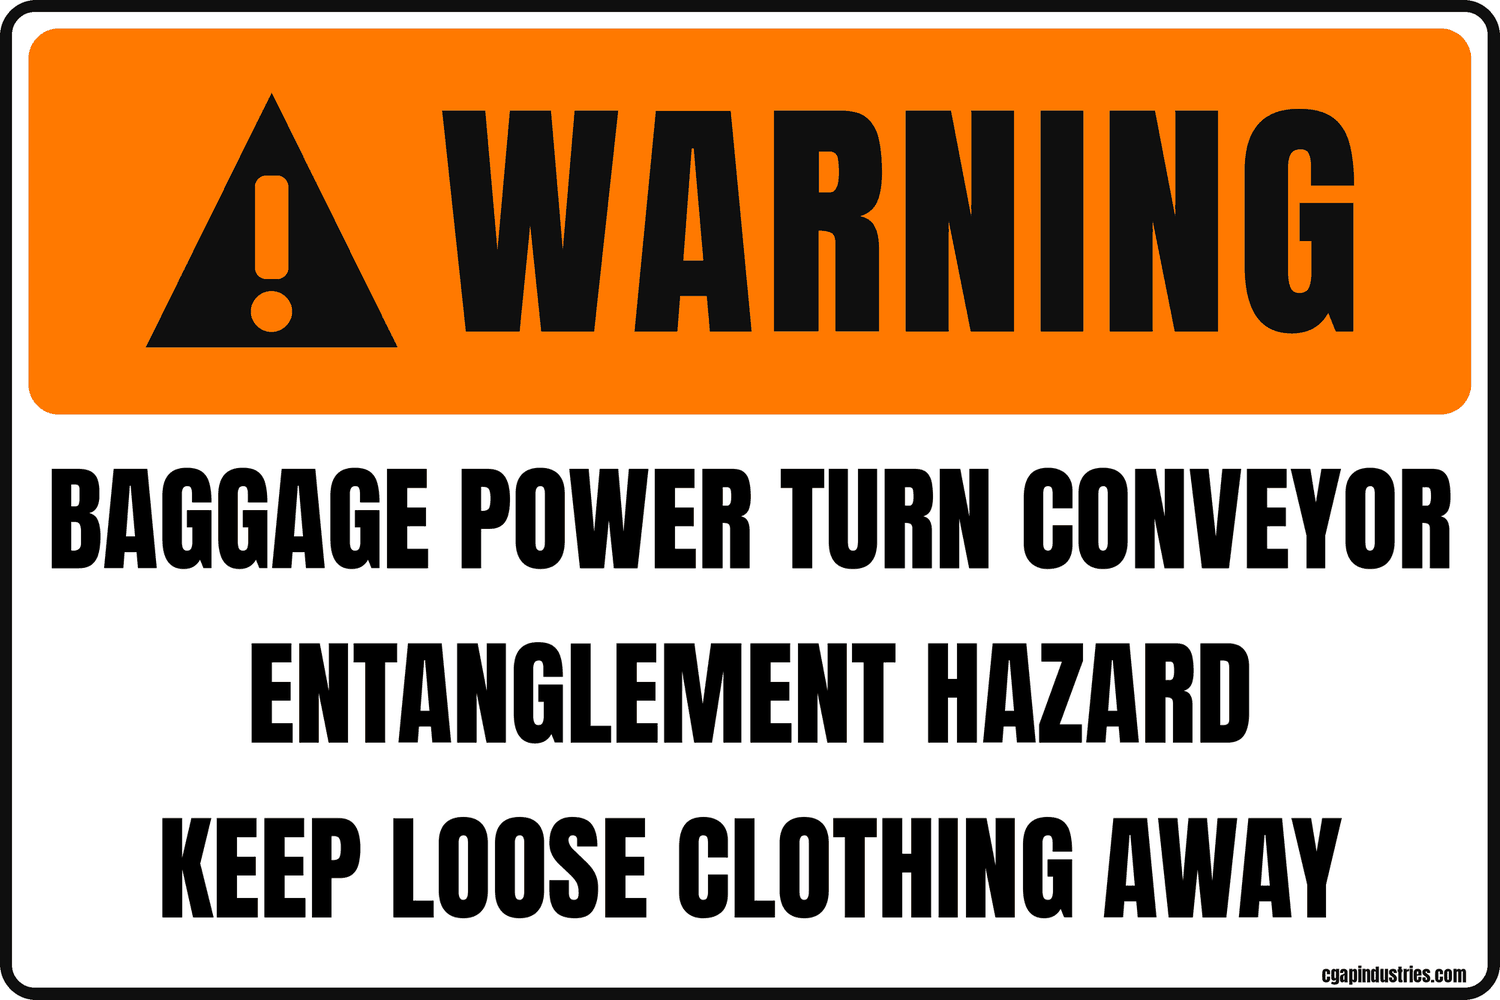 WARNING
BAGGAGE POWER TURN CONVEYOR
ENTANGLEMENT HAZARD
KEEP LOOSE CLOTHING AWAY
cgapindustries.com